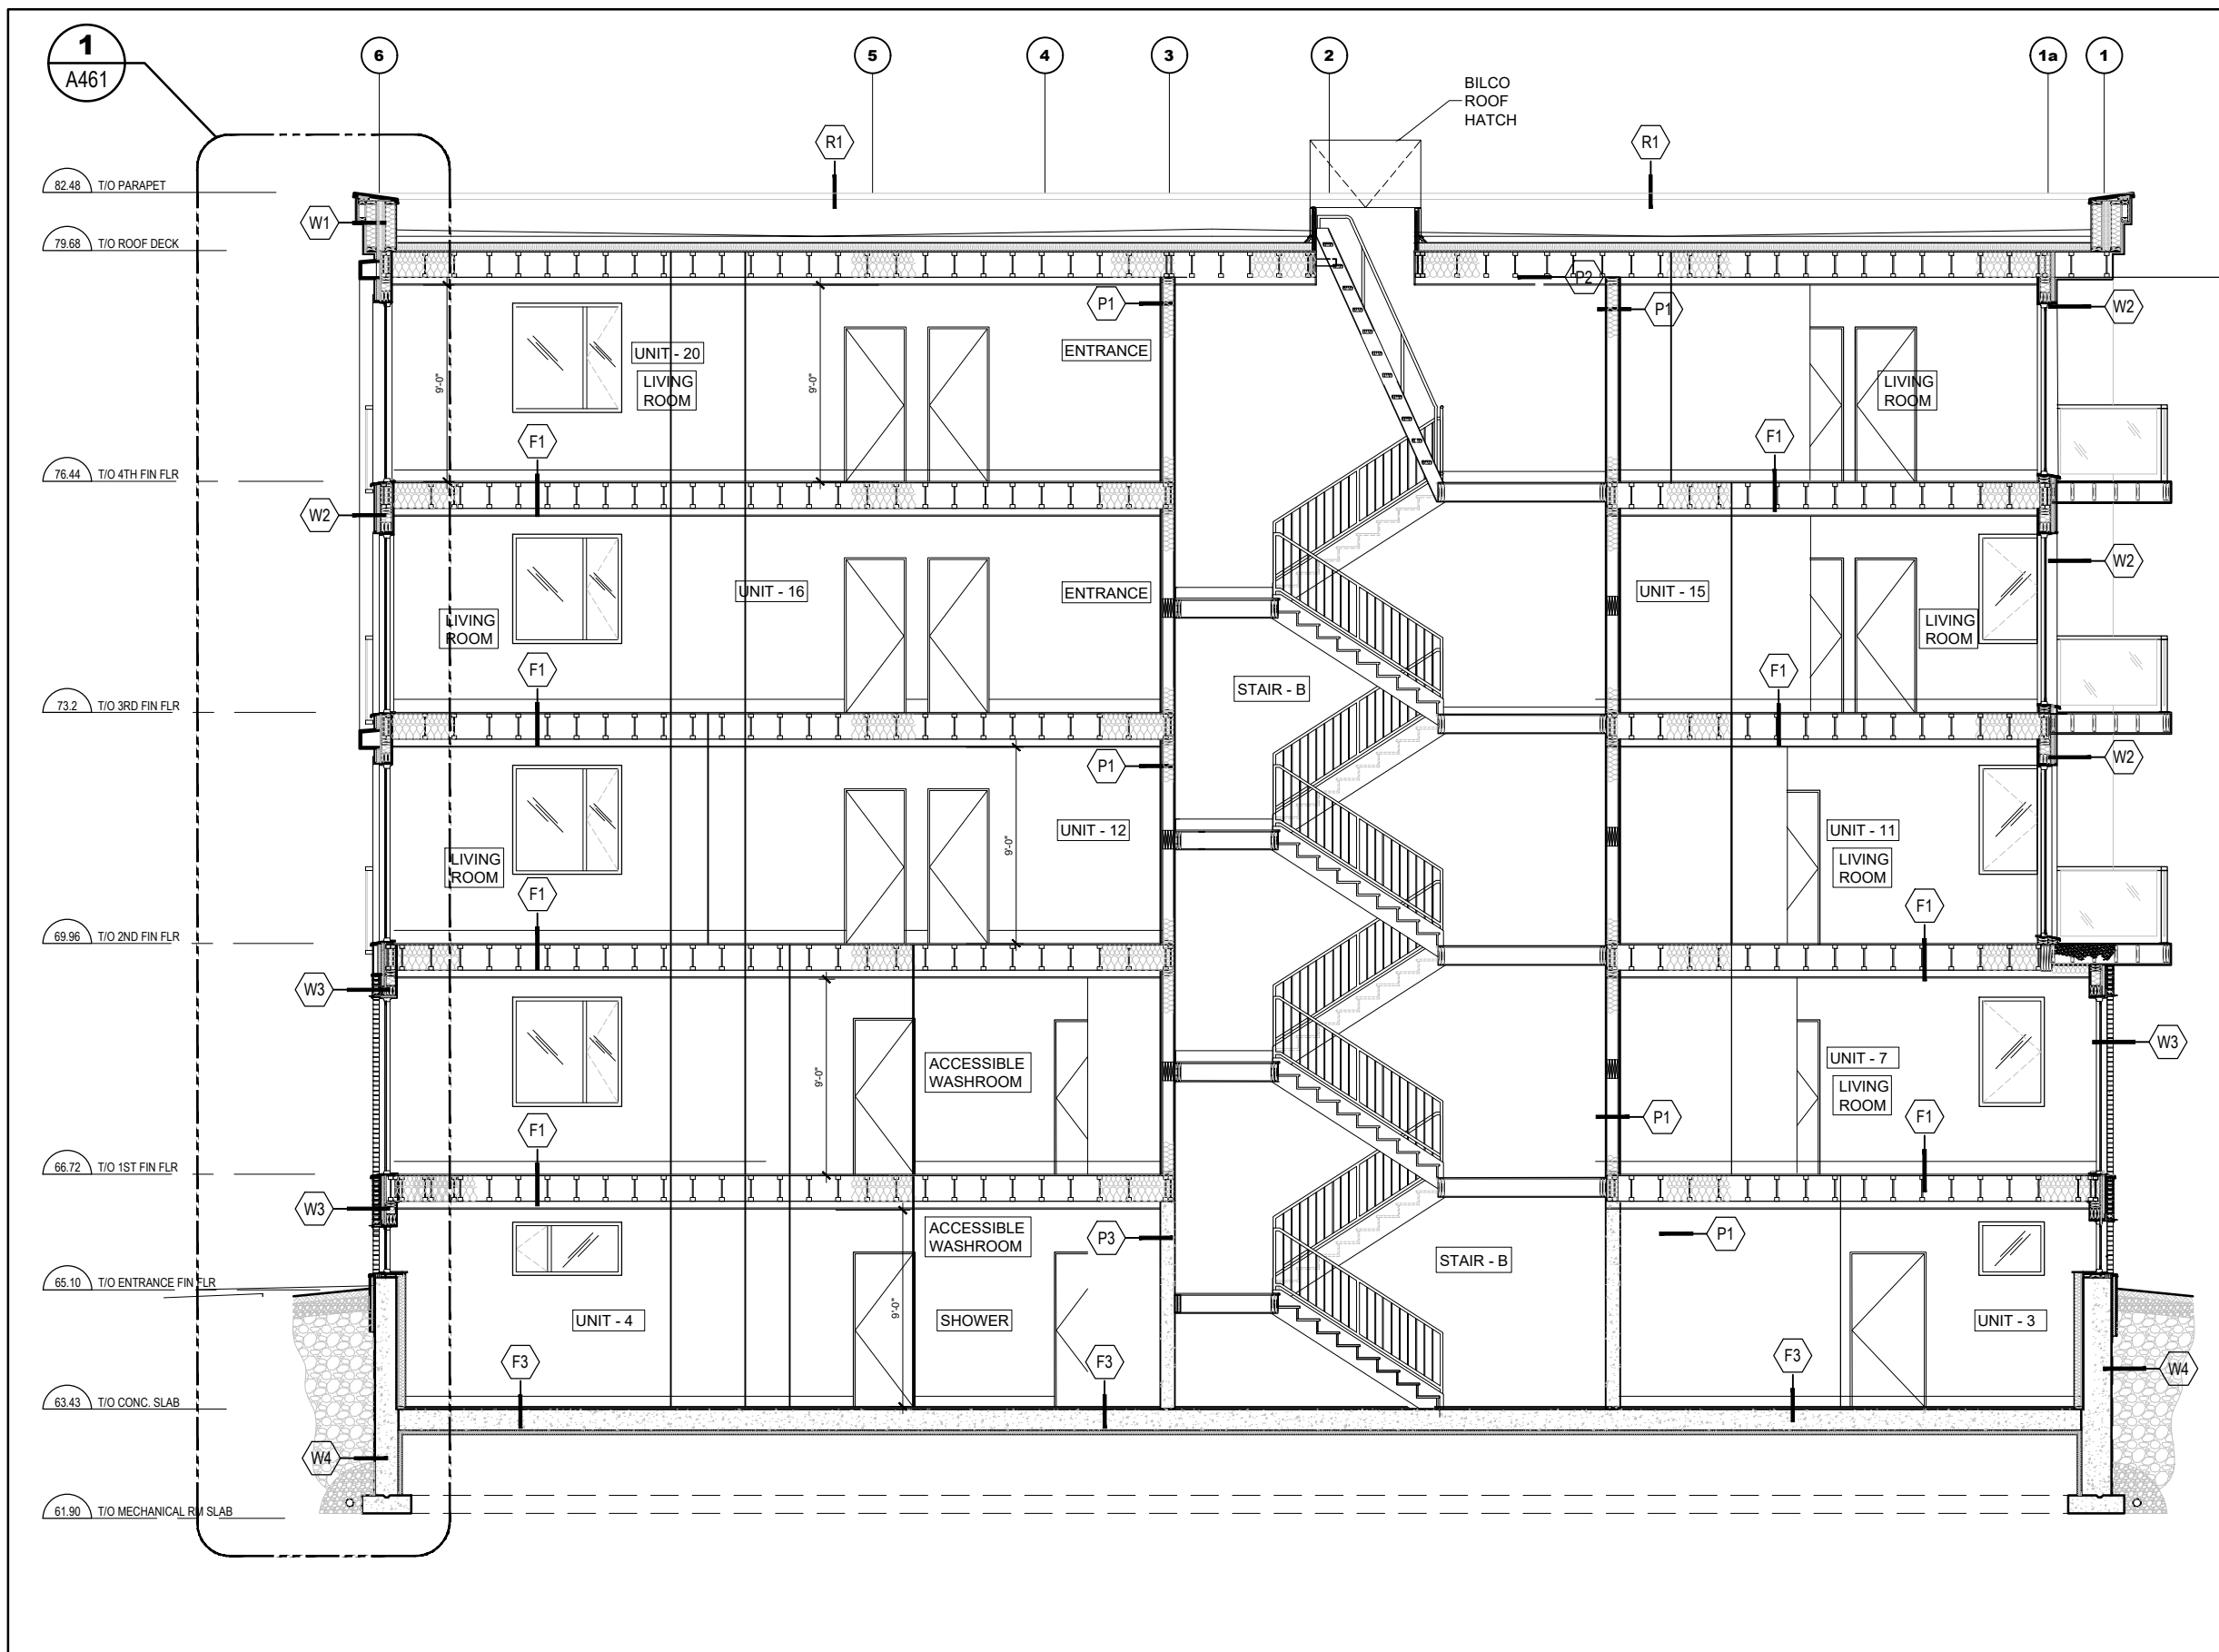 1
A461
6
5
4
3
2
1a
1
BILCO
ROOF
HATCH
R1
R1
82.48 T/O PARAPET
W1
79.68 T/O ROOF DECK
P2
P1
P1
W2
UNIT - 20
ENTRANCE
LIVING
ROOM
9'-0"
9'-0"
LIVING
ROOM
F1
F1
76.44 T/O 4TH FIN FLR
W2
W2
UNIT - 16
ENTRANCE
UNIT - 15
LIVING
ROOM
LIVING
ROOM
F1
F1
STAIR - B
73.2 T/O 3RD FIN FLR
P1
W2
UNIT - 12
9'-0"
UNIT - 11
LIVING
ROOM
LIVING
ROOM
F1
F1
69.96 T/O 2ND FIN FLR
W3
W3
ACCESSIBLE
WASHROOM
9'-0"
UNIT - 7
LIVING
ROOM
F1
P1
F1
66.72 T/O 1ST FIN FLR
W3
ACCESSIBLE
WASHROOM
P3
P1
STAIR - B
65.10 T/O ENTRANCE FIN FLR
9'-0"
UNIT - 4
SHOWER
UNIT - 3
F3
F3
F3
W4
63.43 T/O CONC. SLAB
W4
61.90 T/O MECHANICAL RM SLAB